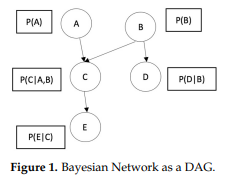 P(A)
A
B
P(B)
P(C|A,B)
C
D
P(D|B)
P(E|C)
E
Figure 1. Bayesian Network as a DAG.